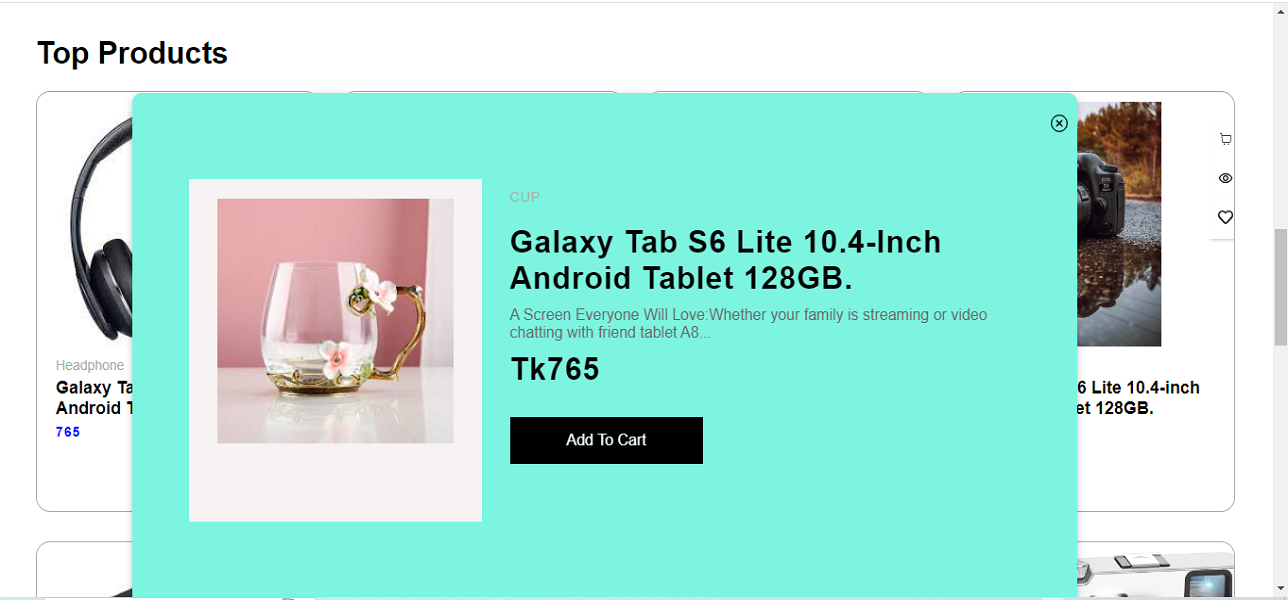 Top Products
CUP
Galaxy Tab S6 Lite 10.4-Inch
Android Tablet 128GB.
A Screen Everyone Will Love:Whether your family is streaming or video
chatting with friend tablet A8...
Tk765
Add To Cart
Headphone
Galaxy Ta
Android T
765
6 Lite 10.4-inch
et 128GB.